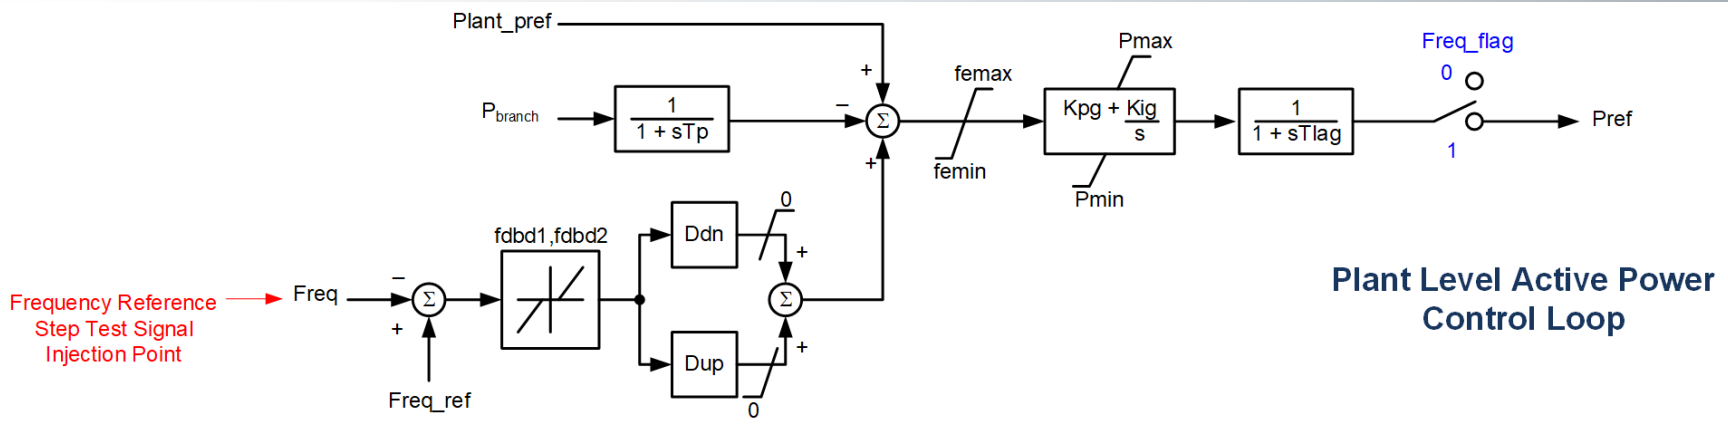 Plant_pref
Pmax
Freq_flag
femax
0
+
Pbranch
1
1 + sTp
−
Σ
Kpg + Kig
s
1
1 + sTlag
Pref
1
+
femin
Pmin
0
fdbd1,fdbd2
Ddn
+
Plant Level Active Power
Control Loop
Frequency Reference
Step Test Signal
Injection Point
Freq
−
Σ
+
Σ
Dup
+
Freq_ref
0